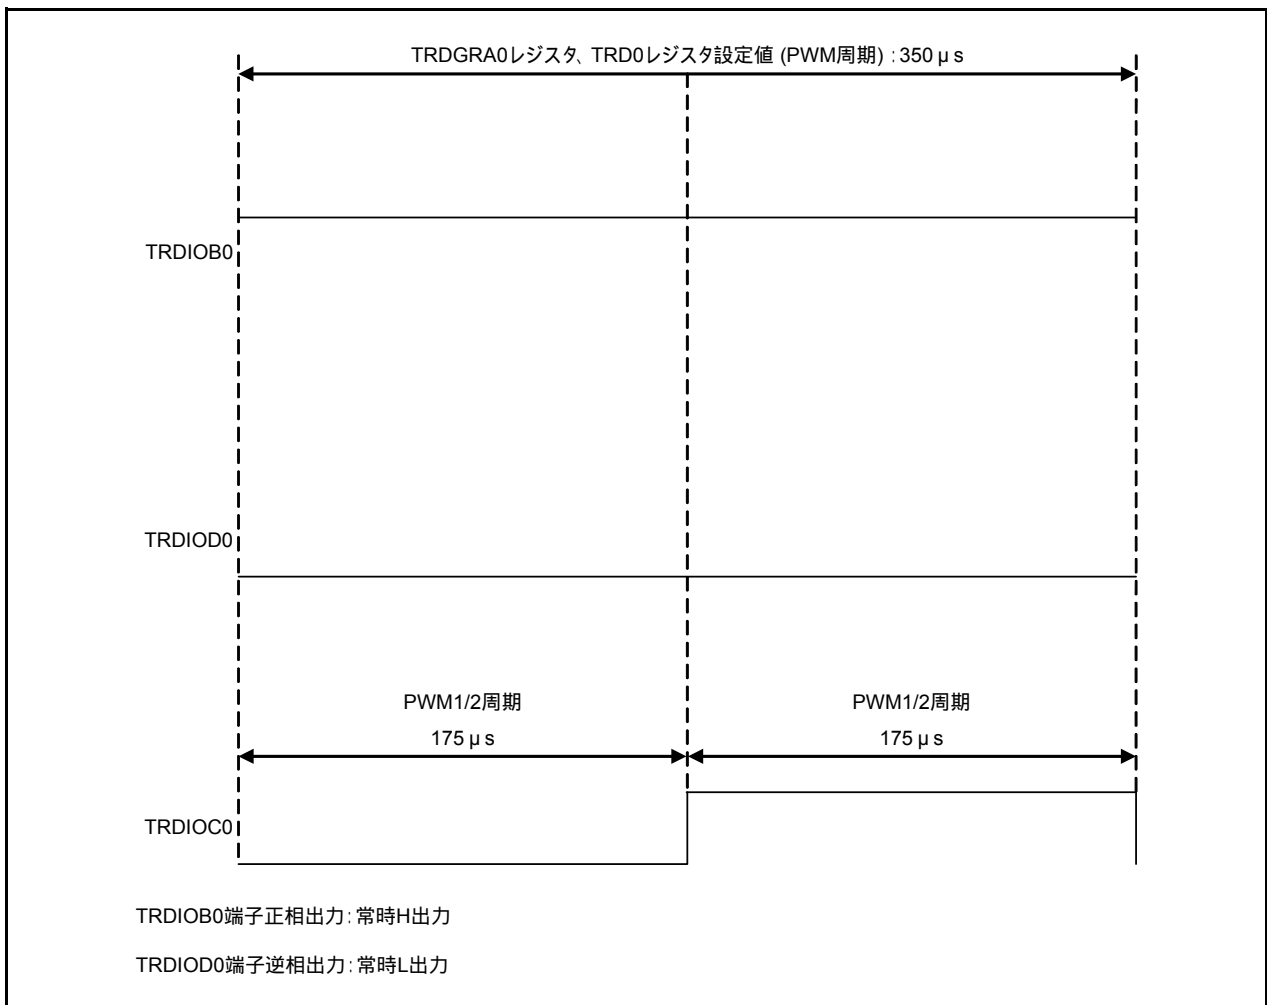 TRDGRA0レジスタ、TRD0レジスタ設定値 (PWM周期) : 350 μ s
TRDIOB0
TRDIOD0
PWM1/2周期
175 μ s
PWM1/2周期
175 μ s
TRDIOC0
TRDIOB0端子正相出力: 常時H出力
TRDIOD0端子逆相出力: 常時L出力